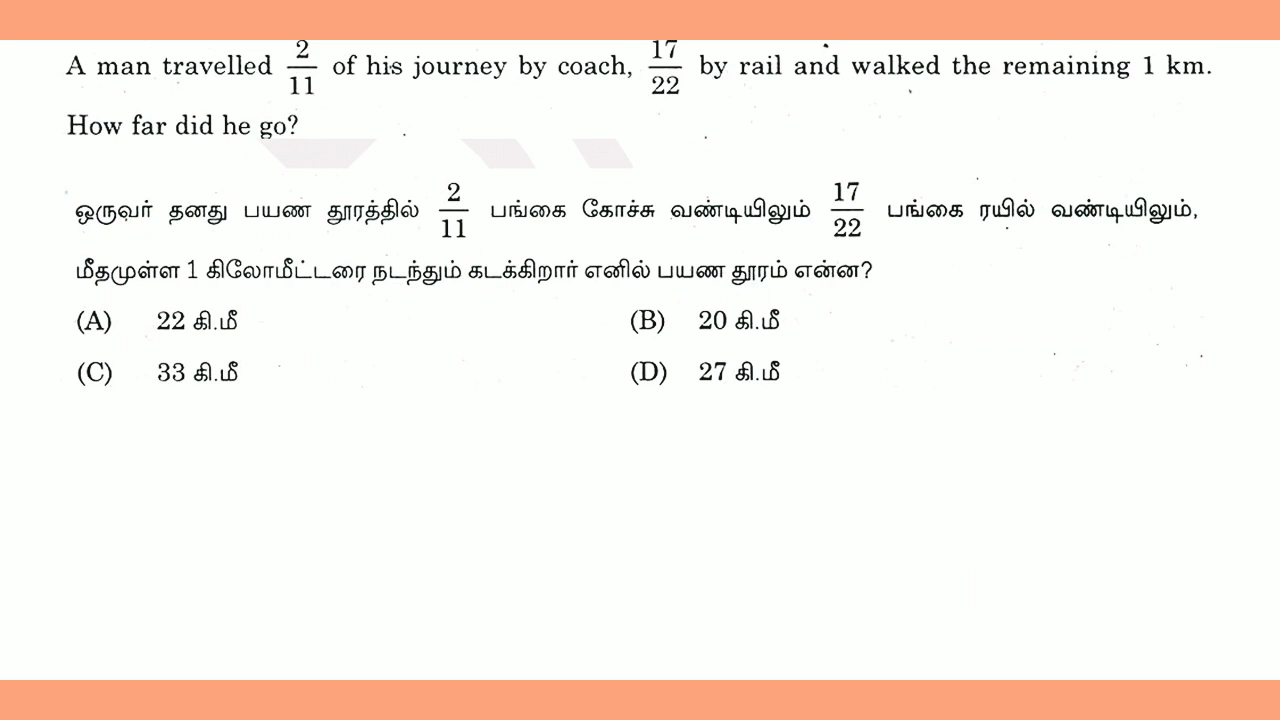 A man travelled 2/11 of his journey by coach, 17/22 by rail and walked the remaining 1 km.
How far did he go?
ஒருவர் தனது பயண தூரத்தில் 2/11 பங்கை கோச்சு வண்டியிலும் 17/22 பங்கை ரயில் வண்டியிலும்,
மீதமுள்ள 1 கிலோமீட்டரை நடந்தும் கடக்கிறார் எனில் பயண தூரம் என்ன?
(A) 22 கி.மீ (B) 20 கி.மீ
(C) 33 கி.மீ (D) 27 கி.மீ